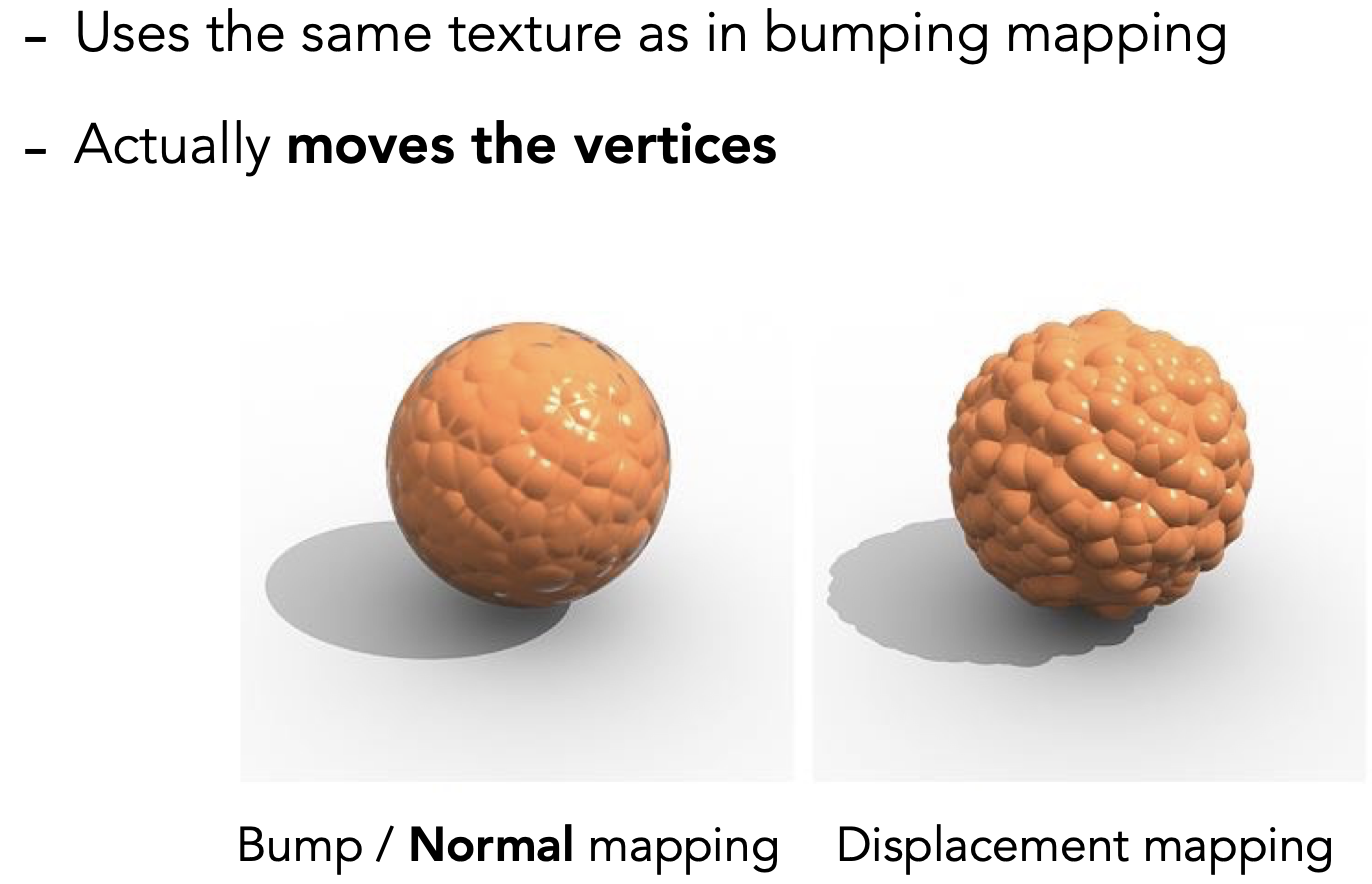 - Uses the same texture as in bumping mapping
- Actually moves the vertices
Bump / Normal mapping
Displacement mapping